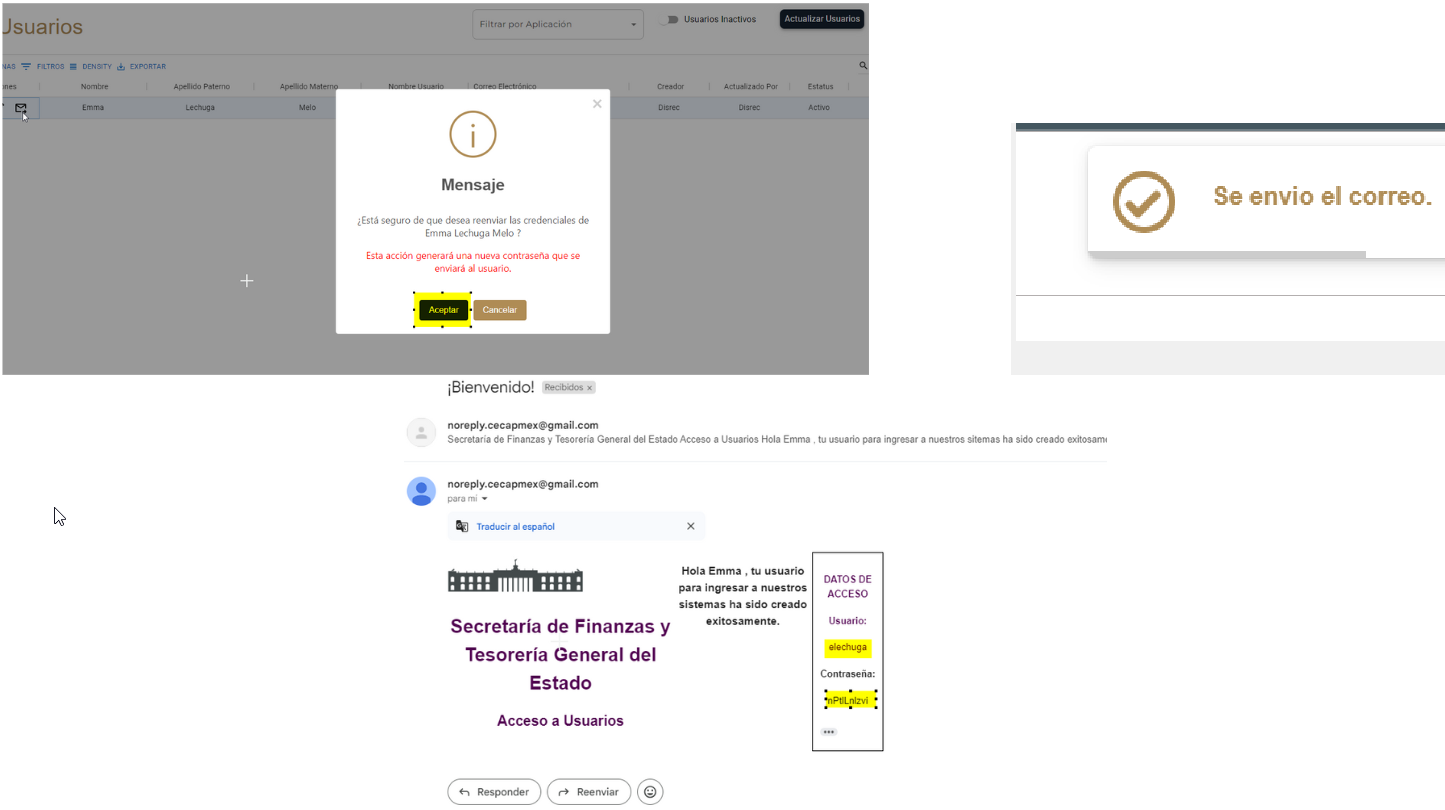 Usuarios
Filtrar por Aplicación
Usuarios Inactivos
Actualizar Usuarios
NAS FILTROS DENSITY EXPORTAR
ones Nombre Apellido Paterno Apellido Materno Nombre Usuario Correo Electrónico Creador Actualizado Por Estatus
Emma Lechuga Melo Disrec Disrec Activo
Mensaje
¿Está seguro de que desea reenviar las credenciales de
Emma Lechuga Melo ?
Esta acción generará una nueva contraseña que se
enviará al usuario.
Aceptar Cancelar
Se envio el correo.
¡Bienvenido! Recibidos ×
noreply.cecapmex@gmail.com
Secretaría de Finanzas y Tesorería General del Estado Acceso a Usuarios Hola Emma , tu usuario para ingresar a nuestros sitemas ha sido creado exitosame
noreply.cecapmex@gmail.com
para mi
Traducir al español
Secretaría de Finanzas y
Tesorería General del
Estado
Acceso a Usuarios
Hola Emma , tu usuario
para ingresar a nuestros
sistemas ha sido creado
exitosamente.
DATOS DE
ACCESO
Usuario:
elechuga
Contraseña:
Responder
Reenviar